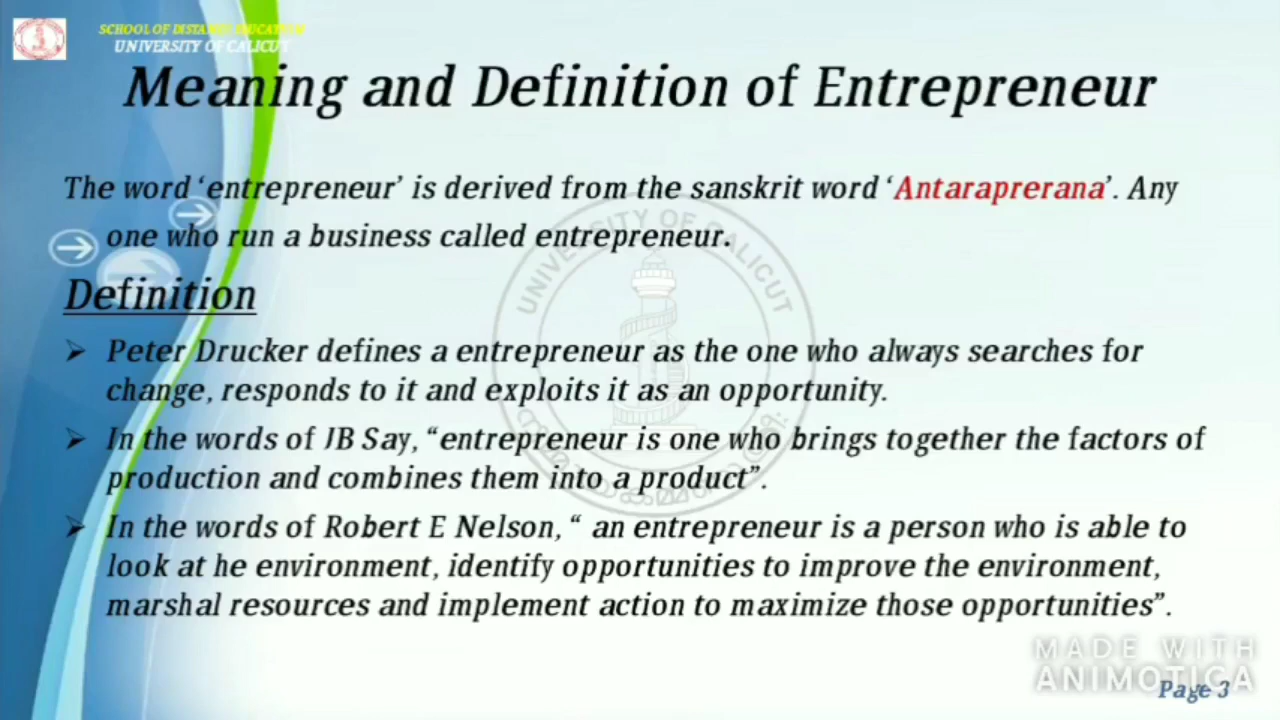 SCHOOL OF DISTANCE EDUCATION
UNIVERSITY OF CALICUT
Meaning and Definition of Entrepreneur
The word ‘entrepreneur’ is derived from the sanskrit word ‘Antaraprerana’. Any
one who run a business called entrepreneur.
Definition
➢ Peter Drucker defines a entrepreneur as the one who always searches for
change, responds to it and exploits it as an opportunity.
➢ In the words of JB Say, “entrepreneur is one who brings together the factors of
production and combines them into a product”.
➢ In the words of Robert E Nelson, “ an entrepreneur is a person who is able to
look at he environment, identify opportunities to improve the environment,
marshal resources and implement action to maximize those opportunities”.
UNIVERSITY OF CALICUT
MADE WITH
ANIMOTICA
Page 3